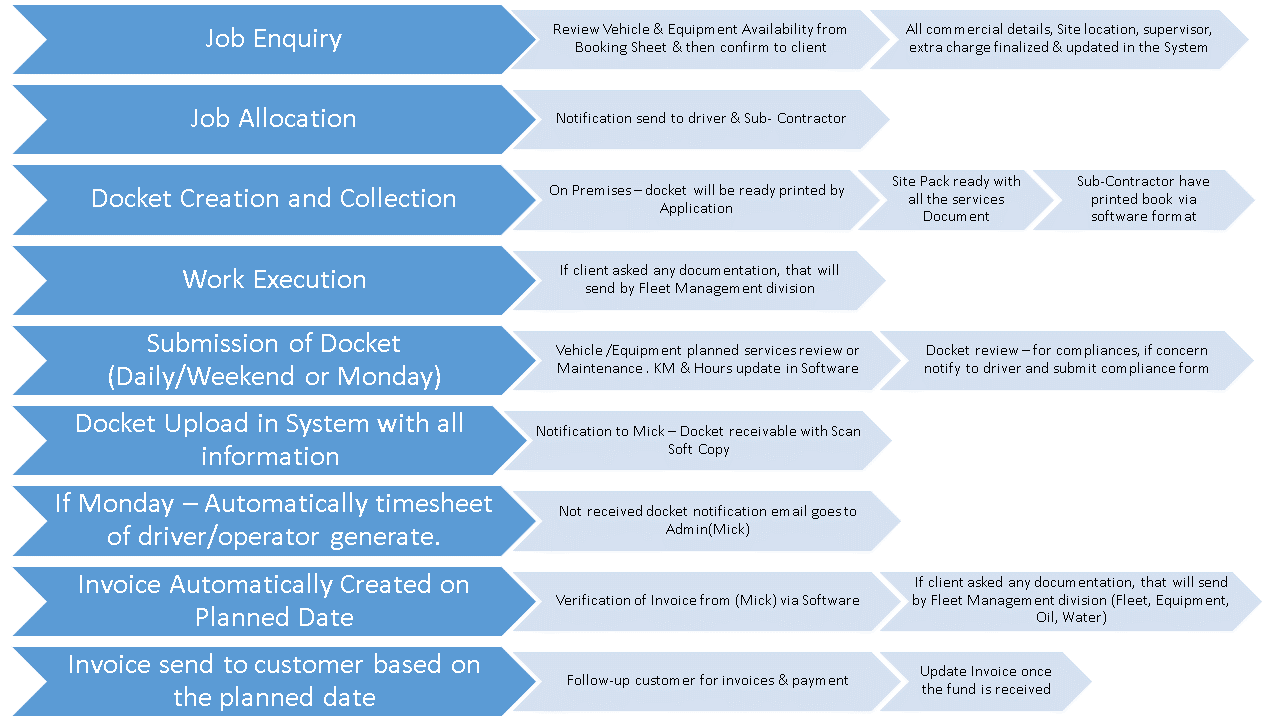 Job Enquiry
Review Vehicle & Equipment Availability from
Booking Sheet & then confirm to client
All commercial details, Site location, supervisor,
extra charge finalized & updated in the System
Job Allocation
Notification send to driver & Sub- Contractor
Docket Creation and Collection
On Premises – docket will be ready printed by
Application
Site Pack ready with
all the services
Document
Sub-Contractor have
printed book via
software format
Work Execution
If client asked any documentation, that will
send by Fleet Management division
Submission of Docket
(Daily/Weekend or Monday)
Vehicle /Equipment planned services review or
Maintenance . KM & Hours update in Software
Docket review – for compliances, if concern
notify to driver and submit compliance form
Docket Upload in System with all
information
Notification to Mick – Docket receivable with Scan
Soft Copy
If Monday – Automatically timesheet
of driver/operator generate.
Not received docket notification email goes to
Admin(Mick)
Invoice Automatically Created on
Planned Date
Verification of Invoice from (Mick) via Software
If client asked any documentation, that will send
by Fleet Management division (Fleet, Equipment,
Oil, Water)
Invoice send to customer based on
the planned date
Follow-up customer for invoices & payment
Update Invoice once
the fund is received